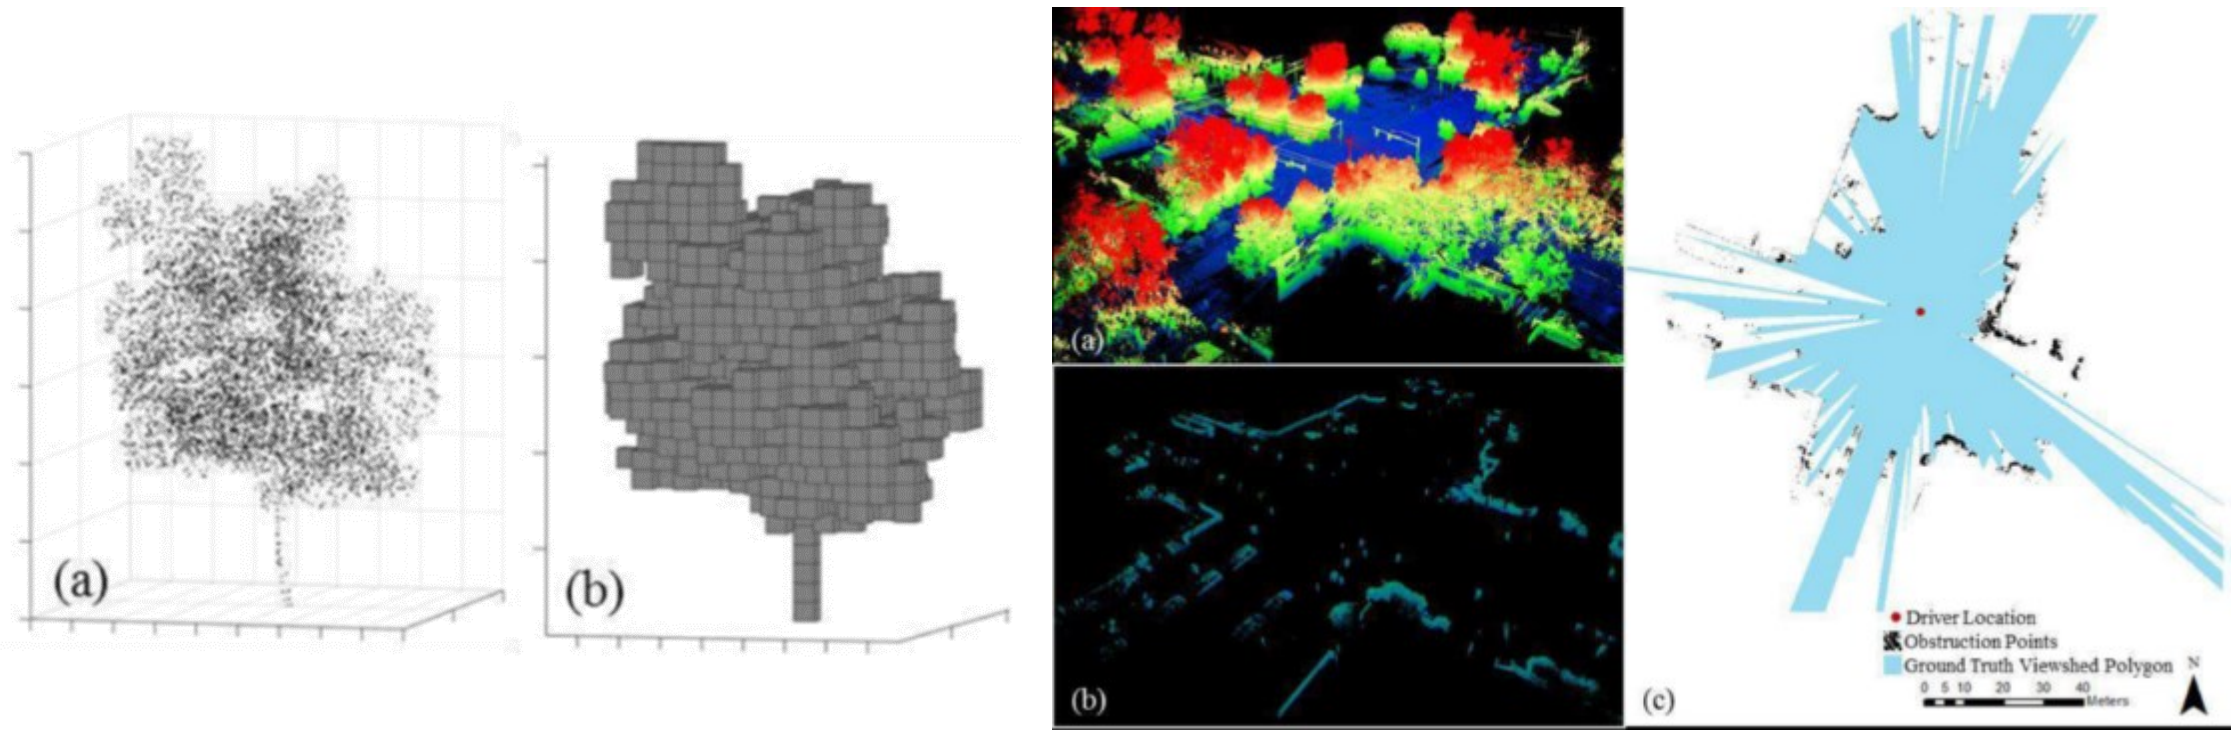 (a)
(b)
(a)
(b)
Driver Location
Obstruction Points
Ground Truth Viewshed Polygon
N
0 5 10 20 30 40
Meters
(c)